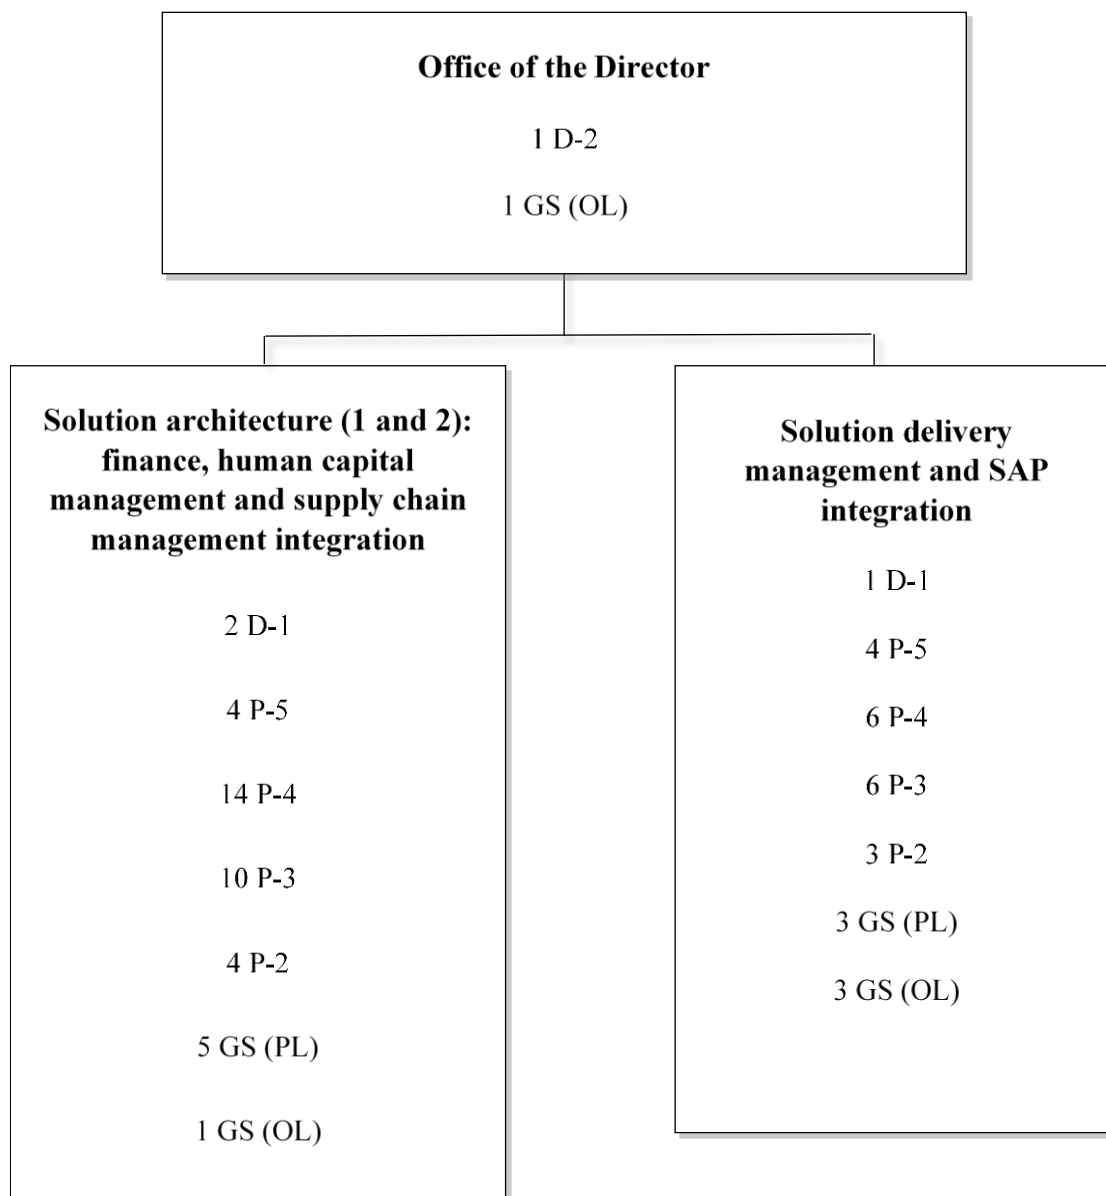 Office of the Director
1 D-2
1 GS (OL)
Solution architecture (1 and 2):
finance, human capital
management and supply chain
management integration
2 D-1
4 P-5
14 P-4
10 P-3
4 P-2
5 GS (PL)
1 GS (OL)
Solution delivery
management and SAP
integration
1 D-1
4 P-5
6 P-4
6 P-3
3 P-2
3 GS (PL)
3 GS (OL)